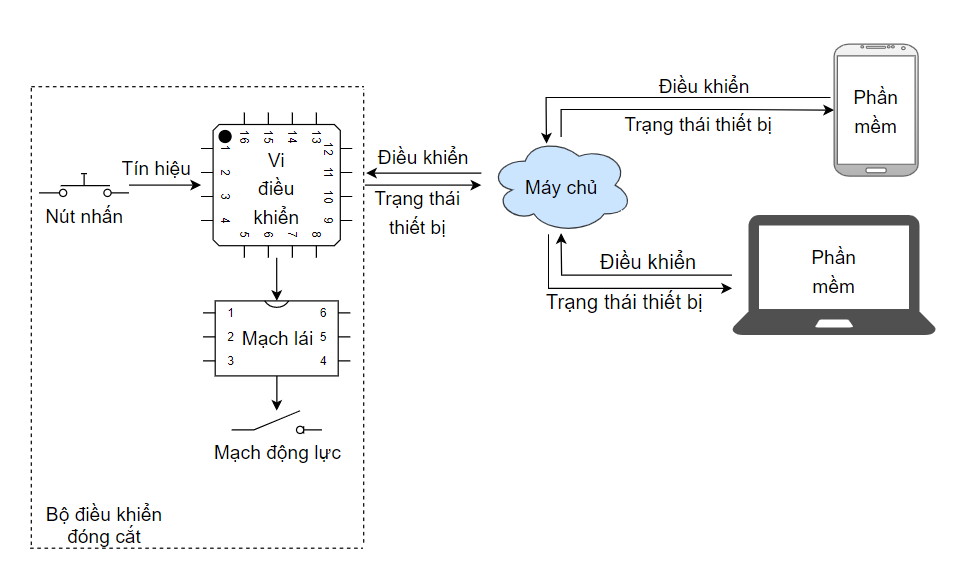 Điều khiển
Trạng thái thiết bị
Phần
mềm
Tín hiệu
Nút nhấn
16
15
14
13
1
2
3
4
12
11
10
9
5
6
7
8
Vi
điều
khiển
Điều khiển
Trạng thái
thiết bị
Máy chủ
Điều khiển
Trạng thái thiết bị
Phần
mềm
1
2
3
6
5
4
Mạch lái
Mạch động lực
Bộ điều khiển
đóng cắt